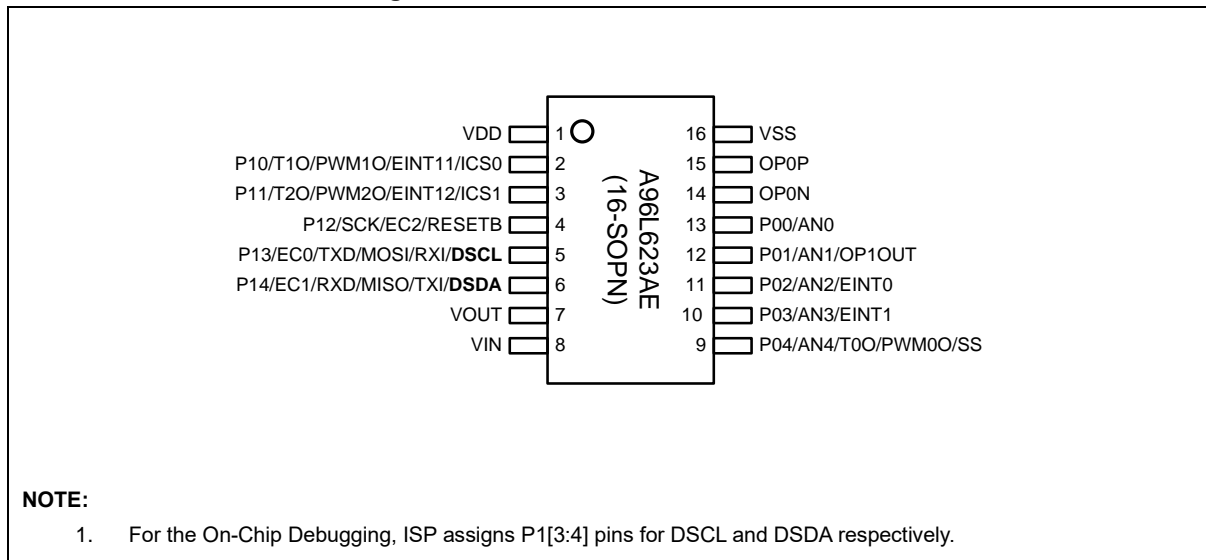 VDD 1 16 VSS
P10/T1O/PWM1O/EINT11/ICS0 2 15 OP0P
P11/T2O/PWM2O/EINT12/ICS1 3 14 OP0N
P12/SCK/EC2/RESETB 4 13 P00/AN0
P13/EC0/TXD/MOSI/RXI/DSCL 5 12 P01/AN1/OP1OUT
P14/EC1/RXD/MISO/TXI/DSDA 6 11 P02/AN2/EINT0
VOUT 7 10 P03/AN3/EINT1
VIN 8 9 P04/AN4/T0O/PWM0O/SS
A96L623AE
(16-SOPN)
NOTE:
1. For the On-Chip Debugging, ISP assigns P1[3:4] pins for DSCL and DSDA respectively.